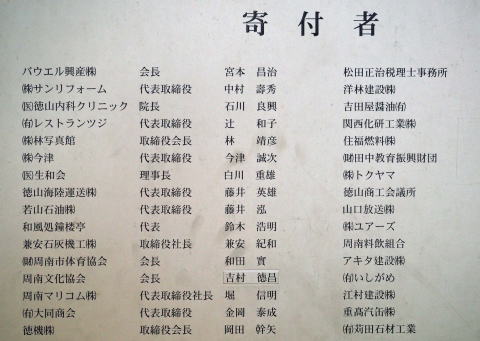 寄付者
バウエル興産㈱ 会長 宮本 昌治 松田正治税理士事務所
㈱サンリフォーム 代表取締役 中村 壽秀 洋林建設㈱
㈩徳山内科クリニック 院長 石川 良興 吉田屋醤油㈲
㈲レストランツジ 代表取締役 辻 和子 関西化研工業㈱
㈱林写真館 取締役会長 林 靖彦 住福燃料㈱
㈱今津 代表取締役 今津 誠次 ㈶田中教育振興財団
生和会 理事長 白川 重雄 ㈱トクヤマ
徳山海陸運送㈱ 代表取締役 藤井 英雄 徳山商工会議所
若山石油㈱ 代表取締役 藤井 泓 山口放送㈱
和風処鐘楼亭 代表 鈴木 浩明 ㈱ユアーズ
兼安石灰機工㈱ 取締役社長 兼安 紀和 周南料飲組合
㈶周南市体育協会 会長 和田 實 アキタ建設㈱
周南文化協会 会長 吉村 徳昌 ㈲いしがめ
周南マリコム㈱ 代表取締役社長 堀 信明 江村建設㈱
㈲大同商会 代表取締役 金岡 泰成 重高汽缶㈱
徳機㈱ 取締役会長 岡田 幹矢 ㈲苅田石材工業